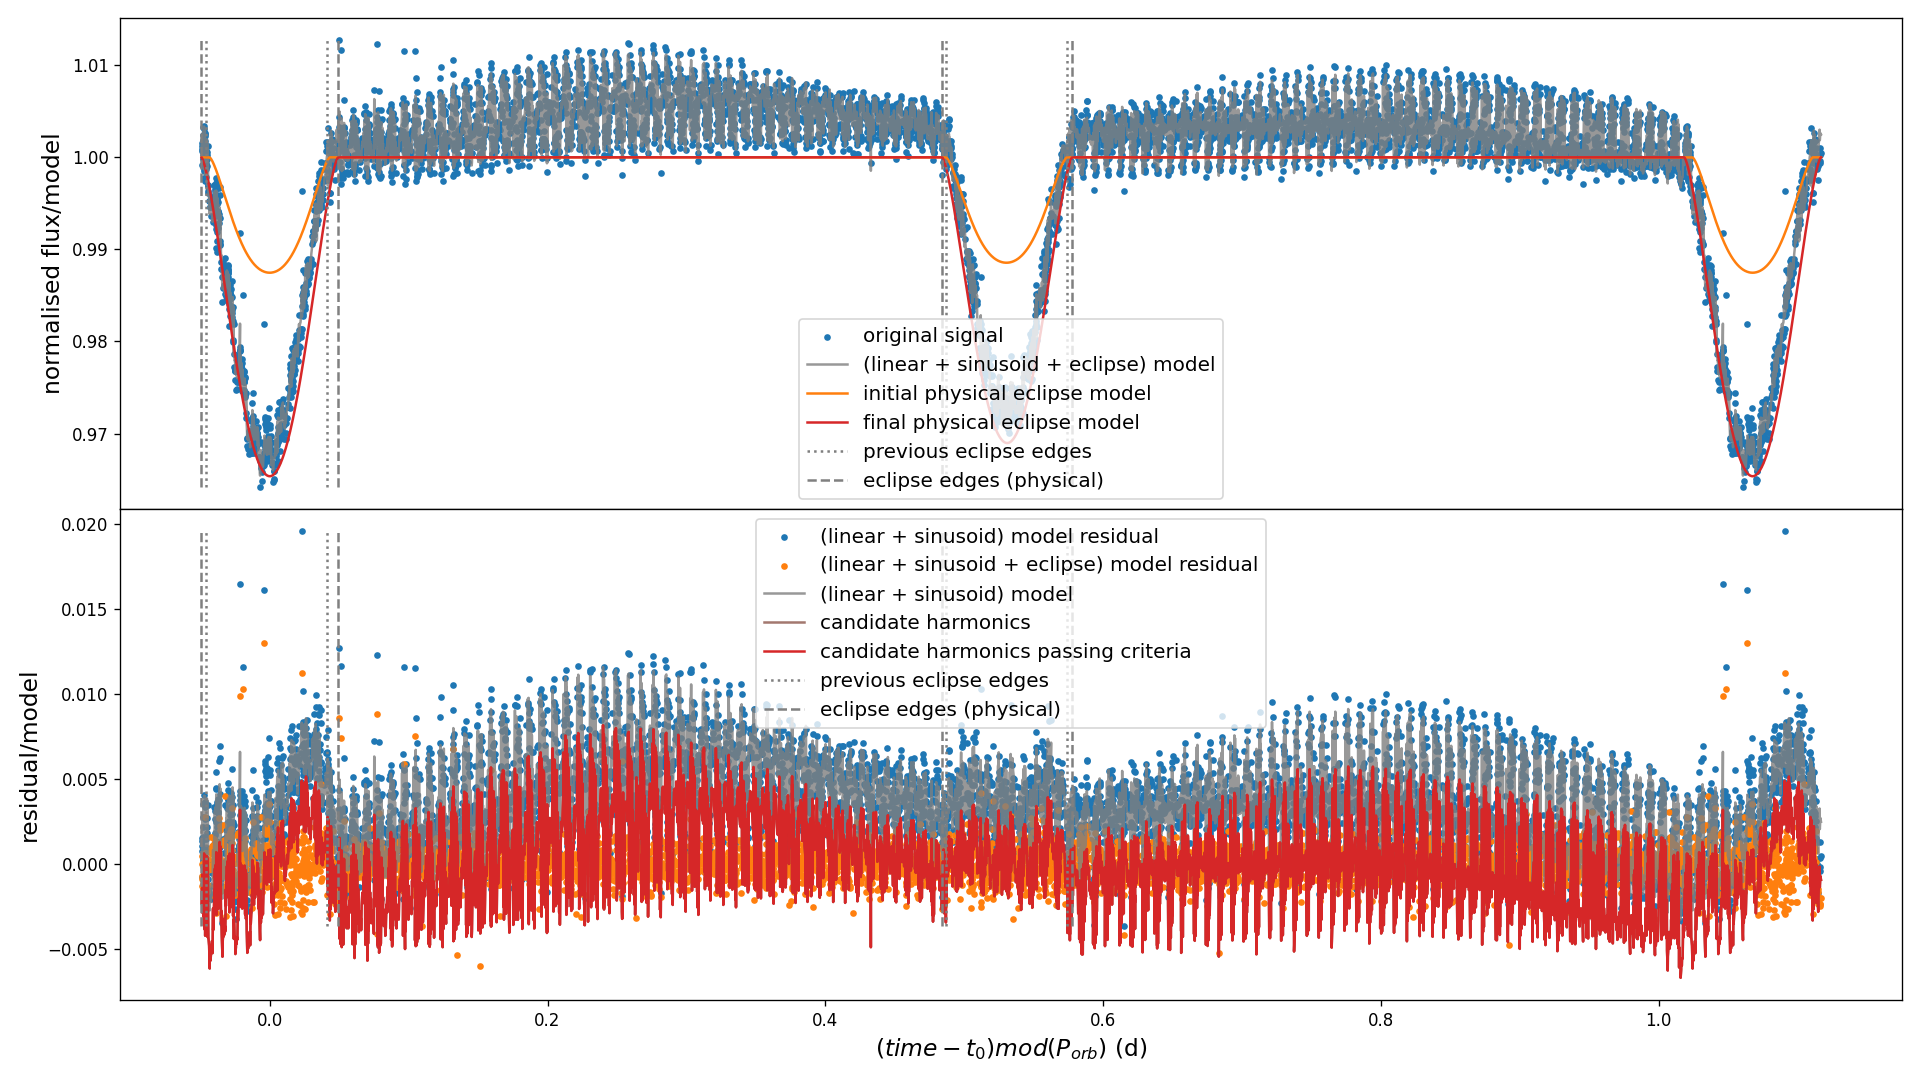 normalised flux/model
1.01
1.00
0.99
0.98
0.97
original signal
(linear + sinusoid + eclipse) model
initial physical eclipse model
final physical eclipse model
previous eclipse edges
eclipse edges (physical)
residual/model
0.020
0.015
0.010
0.005
0.000
−0.005
(linear + sinusoid) model residual
(linear + sinusoid + eclipse) model residual
(linear + sinusoid) model
candidate harmonics
candidate harmonics passing criteria
previous eclipse edges
eclipse edges (physical)
0.0 0.2 0.4 0.6 0.8 1.0
(time − t₀)mod(Pₒᵣb) (d)